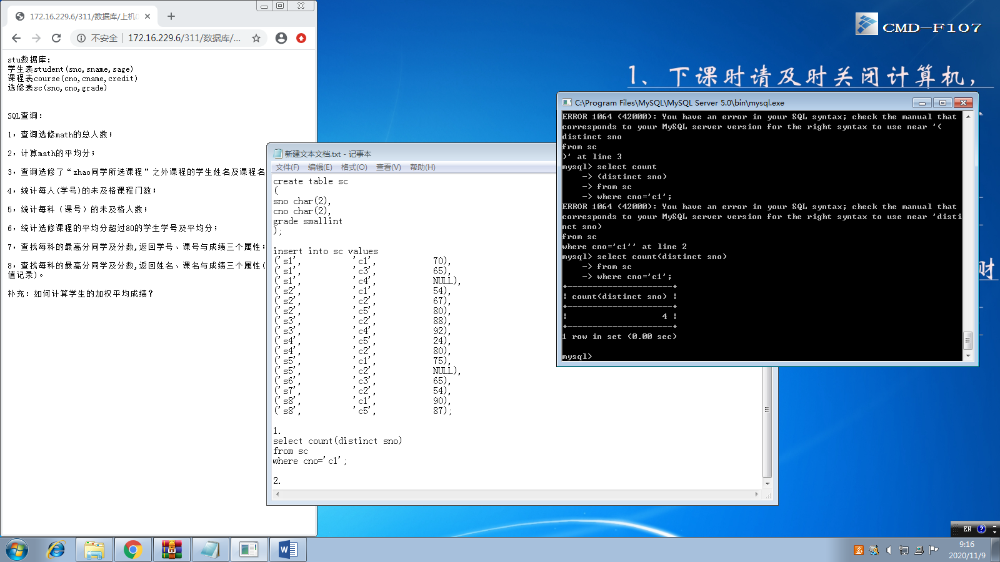 172.16.229.6/311/数据库/上机
不安全 172.16.229.6/311/数据库/...
stu数据库:
学生表student(sno,sname,sage)
课程表course(cno,cname,credit)
选修表sc(sno,cno,grade)
SQL查询:
1，查询选修math的总人数;
2，计算math的平均分;
3，查询选修了“zhao同学所选课程”之外课程的学生姓名及课程名
4，统计每人(学号)的未及格课程门数;
5，统计每科（课号）的未及格人数;
6，统计选修课程的平均分超过80的学生学号及平均分;
7，查找每科的最高分同学及分数,返回学号、课号与成绩三个属性;
8，查找每科的最高分同学及分数,返回姓名、课名与成绩三个属性(
值记录)。
补充: 如何计算学生的加权平均成绩?
新建文本文档.txt - 记事本
文件(F) 编辑(E) 格式(O) 查看(V) 帮助(H)
create table sc
(
sno char(2),
cno char(2),
grade smallint
);
insert into sc values
('s1', 'c1', 70),
('s1', 'c3', 65),
('s1', 'c4', NULL),
('s2', 'c1', 54),
('s2', 'c2', 67),
('s2', 'c5', 80),
('s3', 'c2', 88),
('s3', 'c4', 92),
('s4', 'c5', 24),
('s4', 'c2', 80),
('s5', 'c1', 75),
('s5', 'c2', NULL),
('s6', 'c3', 65),
('s7', 'c2', 54),
('s8', 'c1', 90),
('s8', 'c5', 87);
1.
select count(distinct sno)
from sc
where cno='c1';
2.
CMD-F107
1、下课时请及时关闭计算机，
财
C:\Program Files\MySQL\MySQL Server 5.0\bin\mysql.exe
ERROR 1064 (42000): You have an error in your SQL syntax; check the manual that
corresponds to your MySQL server version for the right syntax to use near '(
distinct sno
from sc
)' at line 3
mysql> select count
-> (distinct sno)
-> from sc
-> where cno='c1';
ERROR 1064 (42000): You have an error in your SQL syntax; check the manual that
corresponds to your MySQL server version for the right syntax to use near 'disti
nct sno)
from sc
where cno='c1'' at line 2
mysql> select count(distinct sno)
-> from sc
-> where cno='c1';
+---------------------+
| count(distinct sno) |
+---------------------+
| 4 |
+---------------------+
1 row in set (0.00 sec)
mysql>
EN
9:16
2020/11/9